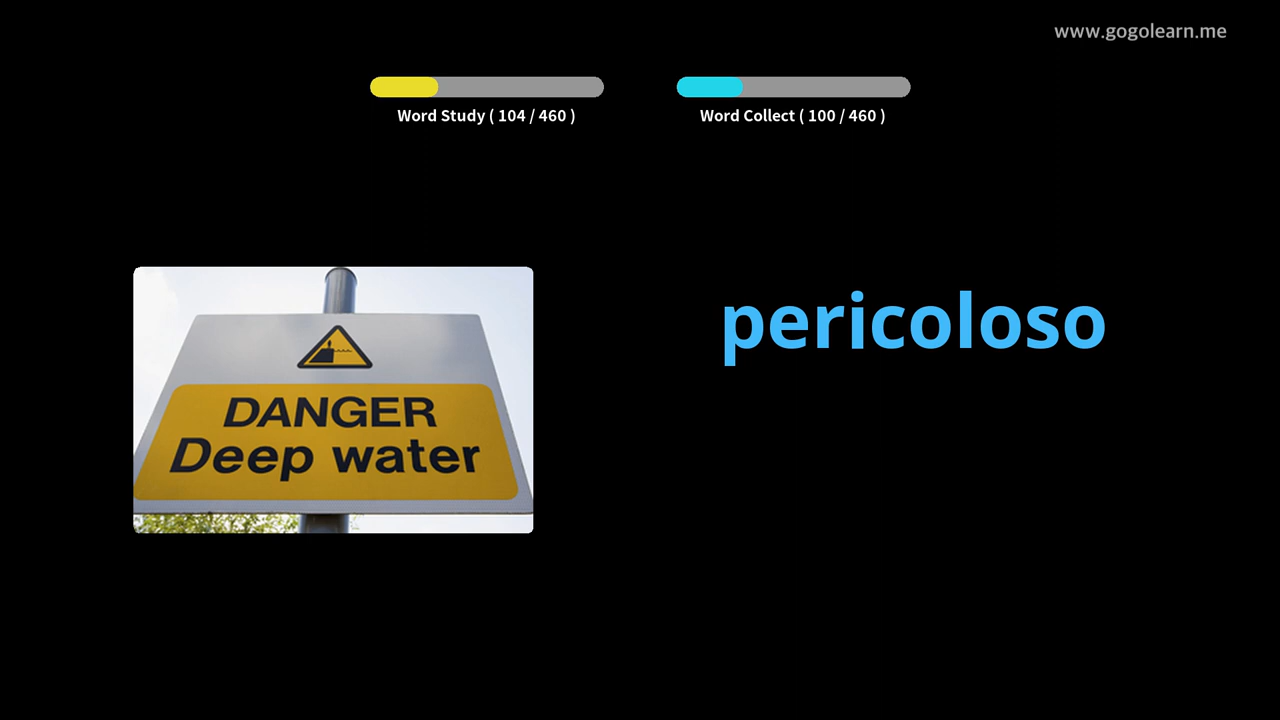 www.gogolearn.me
Word Study ( 104 / 460 )
Word Collect ( 100 / 460 )
DANGER
Deep water
pericoloso